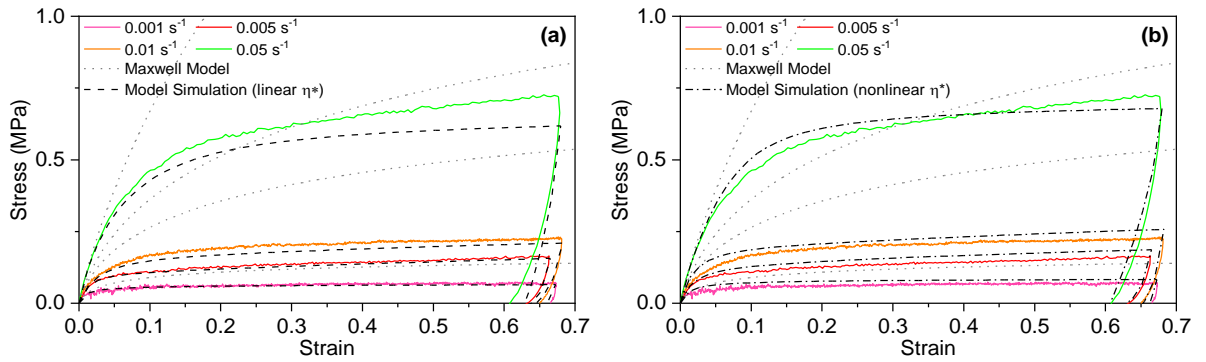 1.0
0.5
0.0
0.0 0.1 0.2 0.3 0.4 0.5 0.6 0.7
Stress (MPa)
Strain
(a)
0.001 s⁻¹ 0.005 s⁻¹
0.01 s⁻¹ 0.05 s⁻¹
Maxwell Model
Model Simulation (linear η*)
1.0
0.5
0.0
0.0 0.1 0.2 0.3 0.4 0.5 0.6 0.7
Stress (MPa)
Strain
(b)
0.001 s⁻¹ 0.005 s⁻¹
0.01 s⁻¹ 0.05 s⁻¹
Maxwell Model
Model Simulation (nonlinear η*)